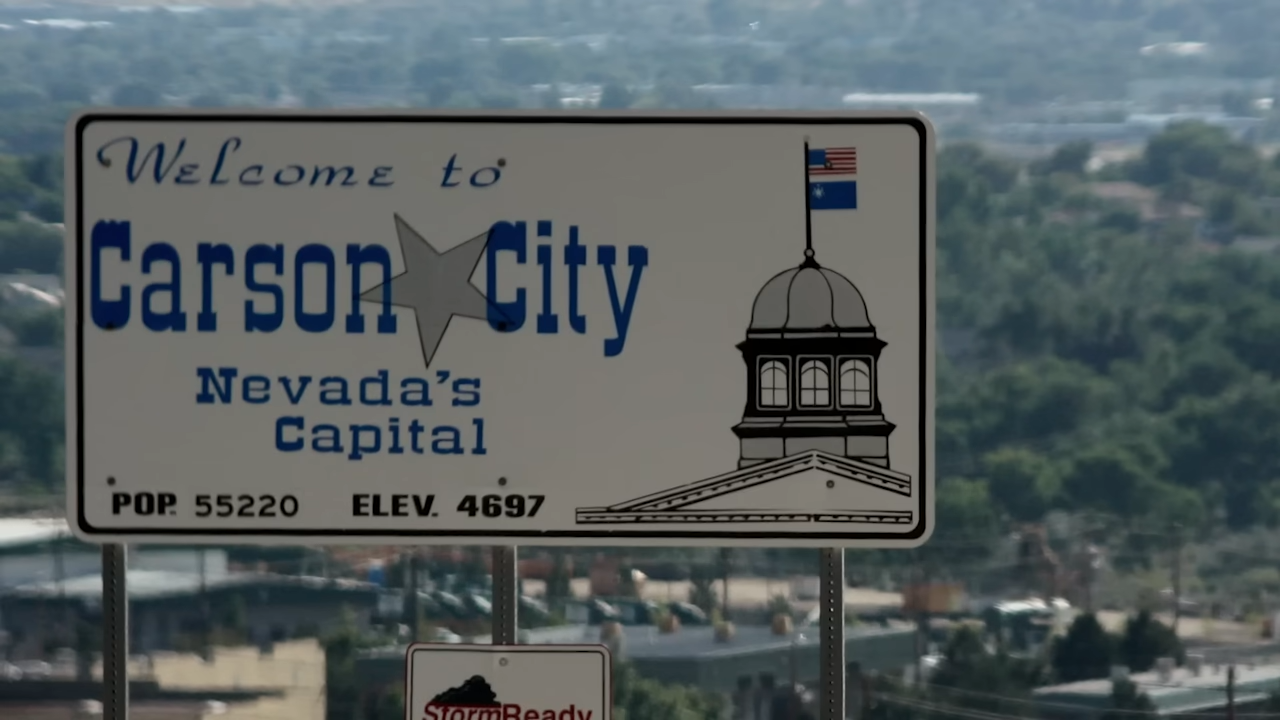 Welcome to
Carson City
Nevada's
Capital
POP. 55220 ELEV. 4697
StormReady